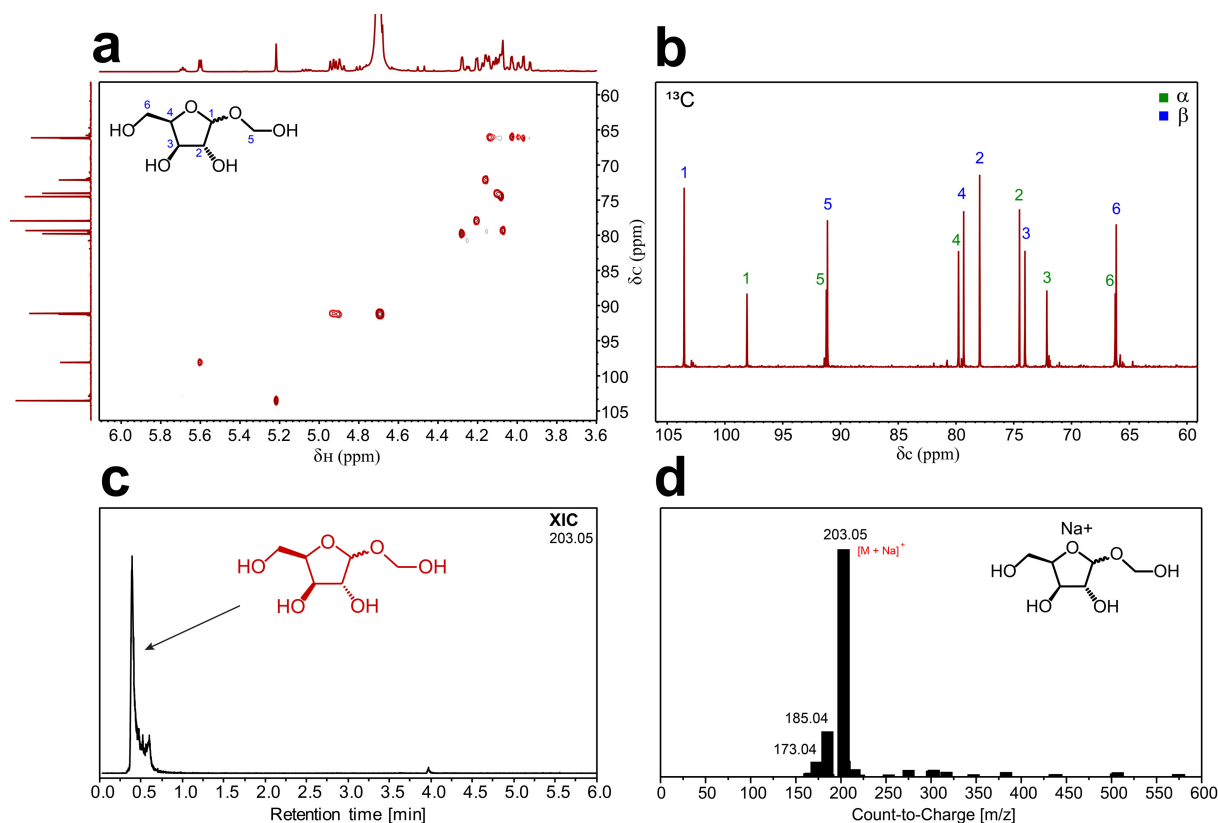 a
60
65
70
75
80
85
90
95
100
105
δC (ppm)
6
4
O
1
O
OH
HO
5
3
2
HO
OH
6.0 5.8 5.6 5.4 5.2 5.0 4.8 4.6 4.4 4.2 4.0 3.8 3.6
δH (ppm)
b
¹³C
α
β
1 1 5 5 4 4 2 2 3 3 6 6
105 100 95 90 85 80 75 70 65 60
δC (ppm)
c
XIC
203.05
O
O
OH
HO
HO
OH
0.0 0.5 1.0 1.5 2.0 2.5 3.0 3.5 4.0 4.5 5.0 5.5 6.0
Retention time [min]
d
203.05
[M + Na]⁺
185.04
173.04
Na+
O
O
OH
HO
HO
OH
0 50 100 150 200 250 300 350 400 450 500 550 600
Count-to-Charge [m/z]